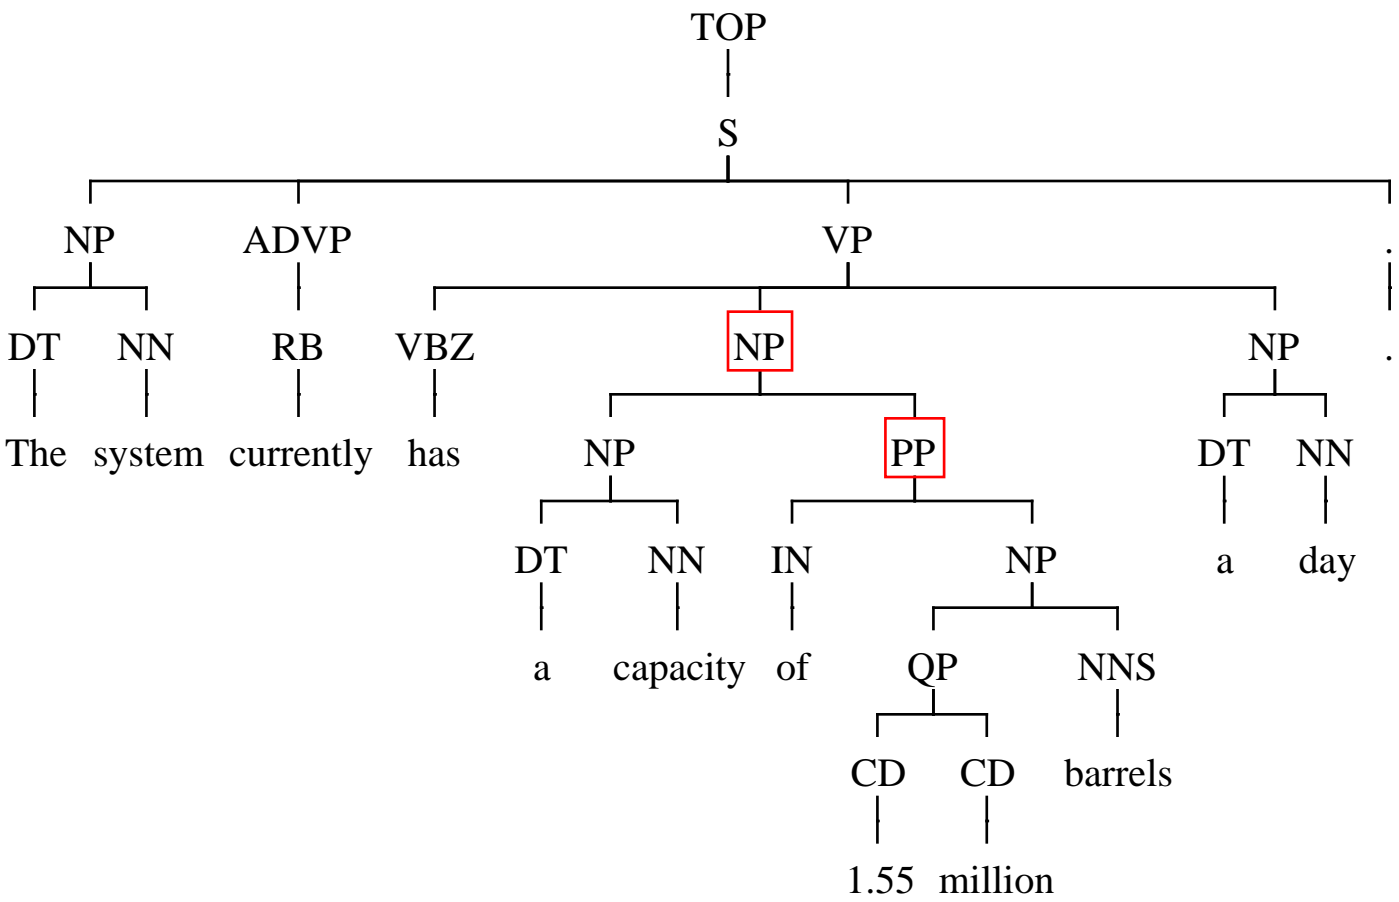 TOP
S
NP ADVP VP .
DT NN RB VBZ NP NP .
The system currently has NP PP DT NN
DT NN IN NP a day
a capacity of QP NNS
CD CD barrels
1.55 million